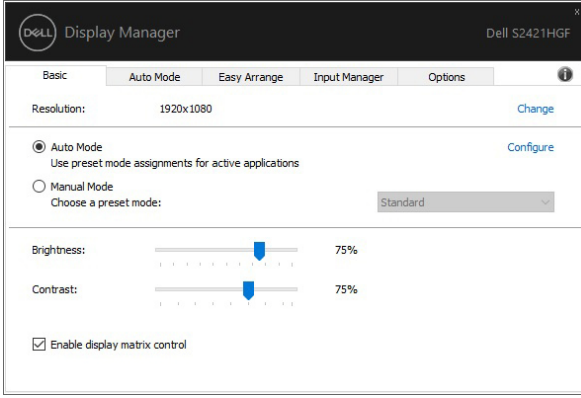 DELL Display Manager Dell S2421HGF
Basic Auto Mode Easy Arrange Input Manager Options
Resolution: 1920x1080 Change
Auto Mode Configure
Use preset mode assignments for active applications
Manual Mode
Choose a preset mode: Standard
Brightness: 75%
Contrast: 75%
Enable display matrix control